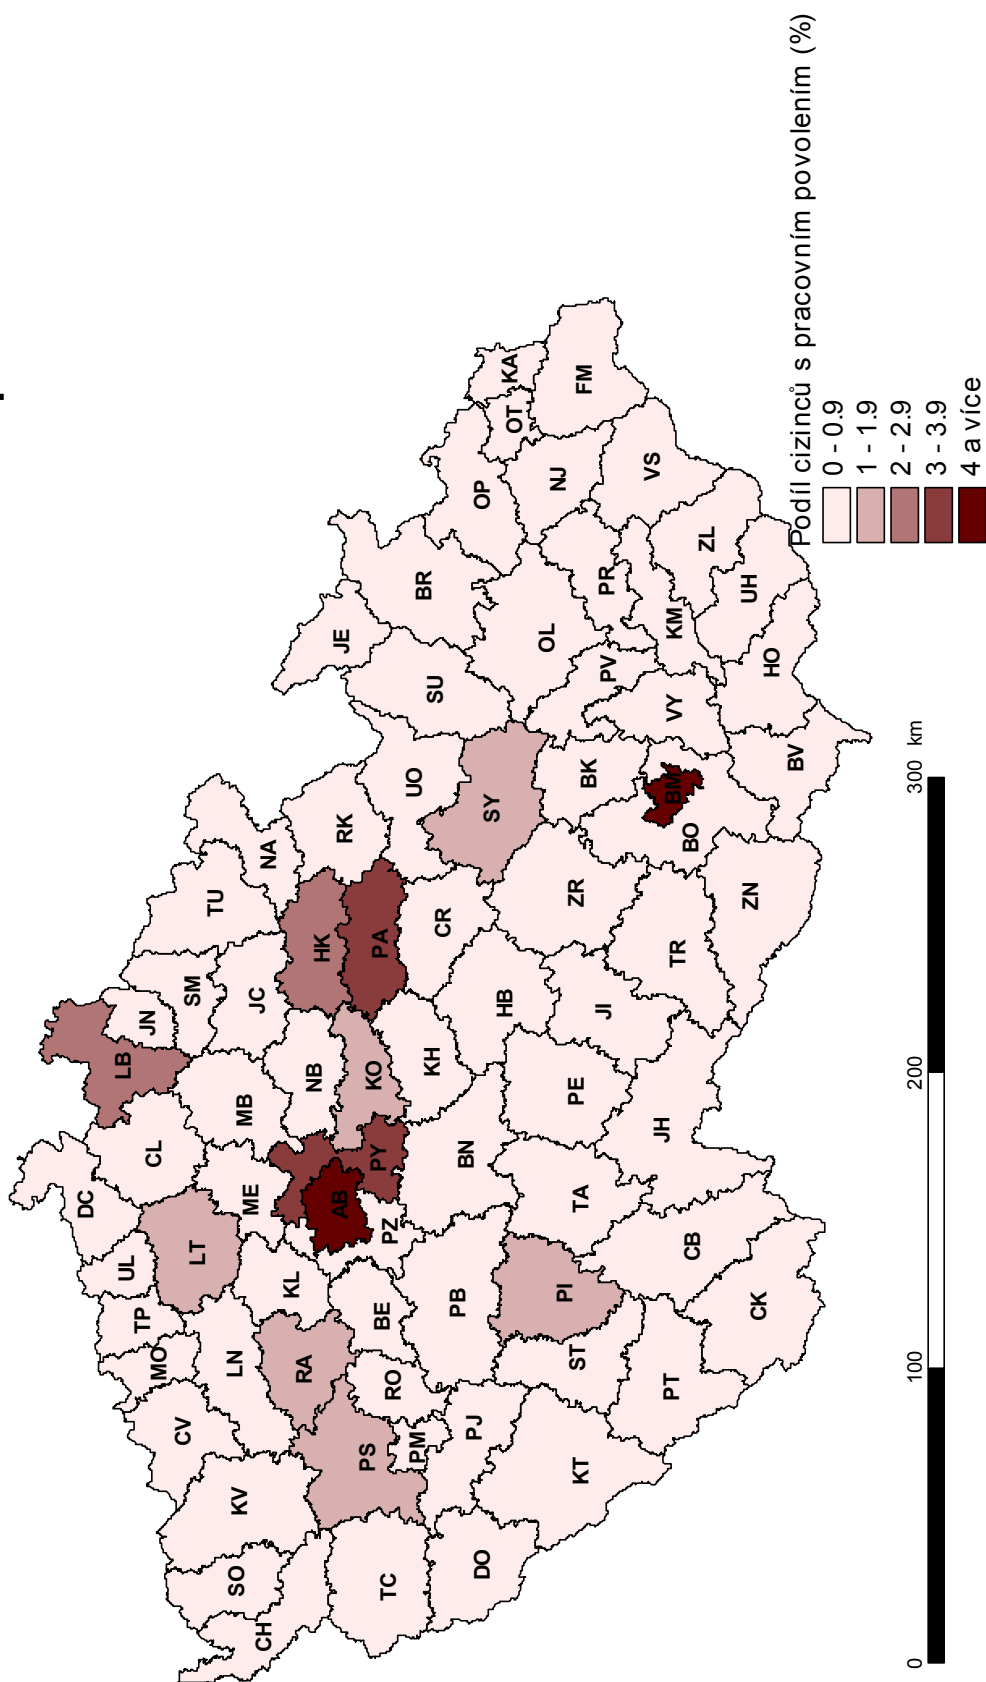 CH
SO
KV
CV
MO
TP
UL
DC
LN
LT
CL
LB
JN
SM
TU
NA
MB
JC
ME
KL
RA
HK
RK
NB
AB
KO
PA
PY
PZ
BE
RO
PS
PM
TC
DO
PJ
PB
BN
KH
CR
UO
SY
SU
JE
BR
OP
OT
KA
FM
NJ
VS
OL
PR
PV
KM
ZL
UH
HO
VY
BK
BM
BO
BV
ZN
ZR
TR
HB
JI
PE
JH
TA
PI
CB
CK
ST
PT
KT
0
100
200
300
km
Podíl cizinců s pracovním povolením (%)
0 - 0.9
1 - 1.9
2 - 2.9
3 - 3.9
4 a více